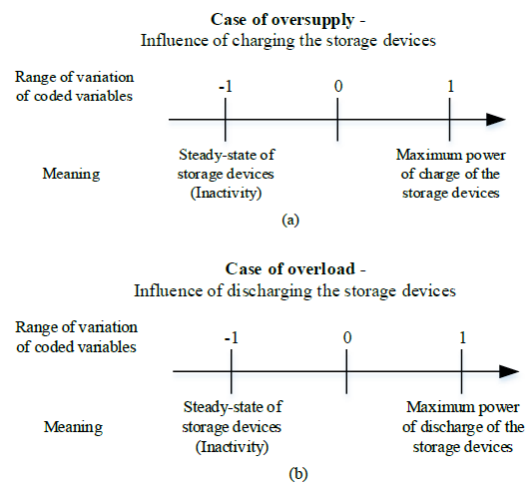 Case of oversupply -
Influence of charging the storage devices
Range of variation
of coded variables
-1 0 1
Meaning
Steady-state of
storage devices
(Inactivity)
Maximum power
of charge of the
storage devices
(a)
Case of overload -
Influence of discharging the storage devices
Range of variation
of coded variables
-1 0 1
Meaning
Steady-state of
storage devices
(Inactivity)
Maximum power
of discharge of the
storage devices
(b)